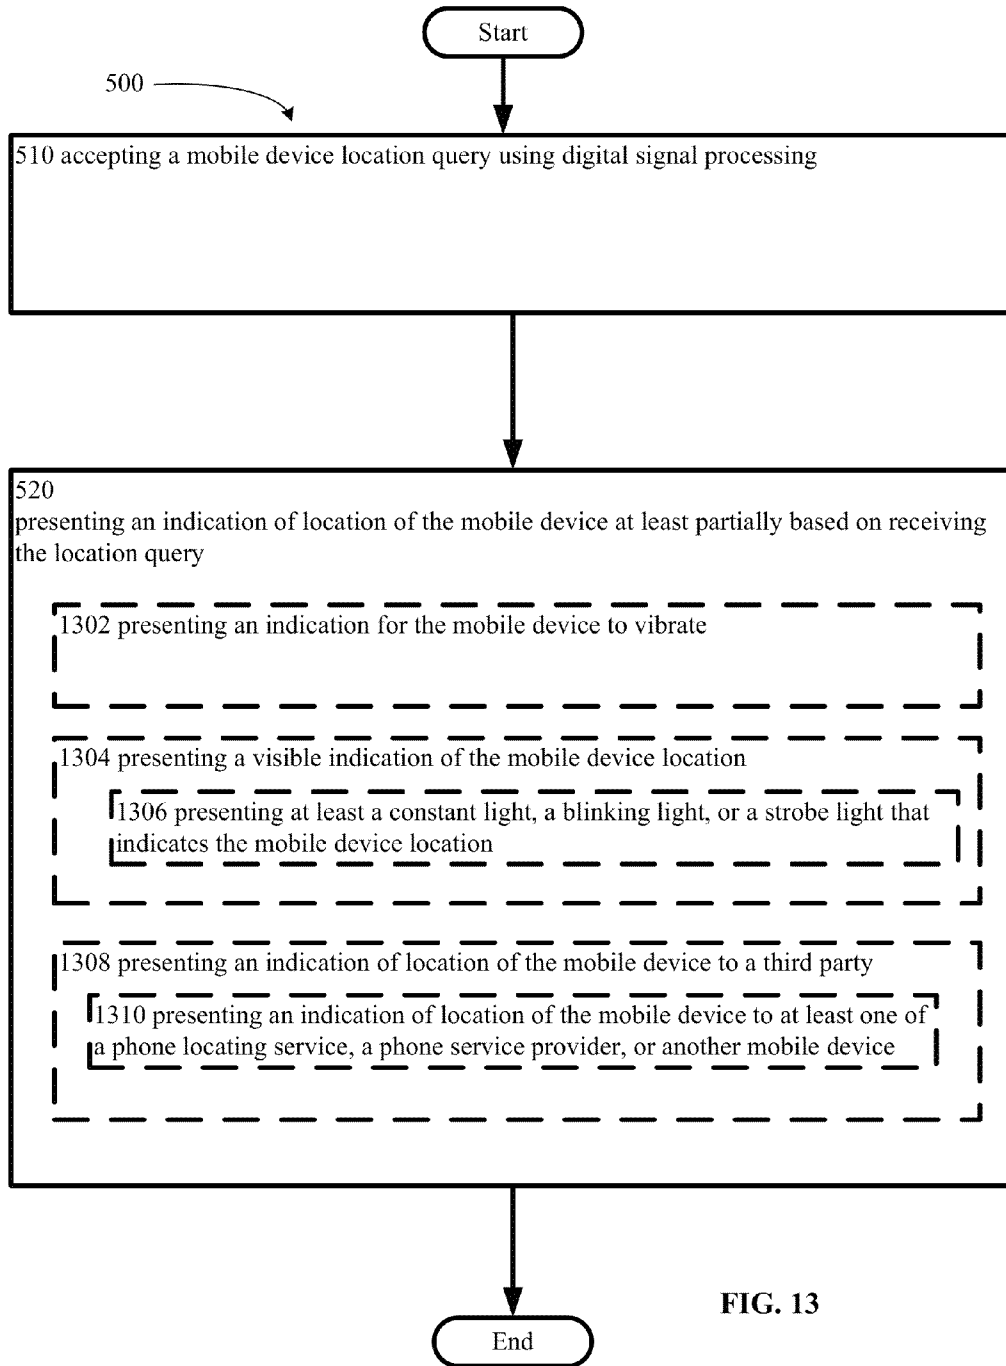 Start
500
510 accepting a mobile device location query using digital signal processing
520
presenting an indication of location of the mobile device at least partially based on receiving
the location query
1302 presenting an indication for the mobile device to vibrate
1304 presenting a visible indication of the mobile device location
1306 presenting at least a constant light, a blinking light, or a strobe light that
indicates the mobile device location
1308 presenting an indication of location of the mobile device to a third party
1310 presenting an indication of location of the mobile device to at least one of
a phone locating service, a phone service provider, or another mobile device
FIG. 13
End